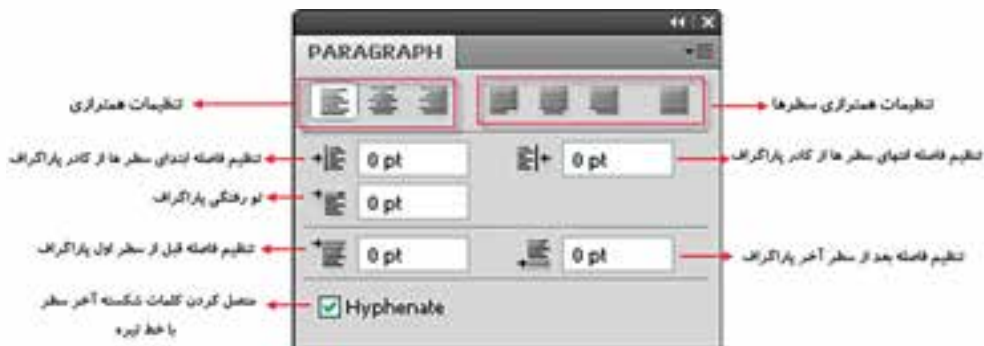 PARAGRAPH
تنظیمات همترازی
تنظیمات همترازی سطرها
تنظیم فاصله ابتدای سطر ها از کادر پاراگراف
0 pt
0 pt
تنظیم فاصله انتهای سطر ها از کادر پاراگراف
تو رفتگی پاراگراف
0 pt
تنظیم فاصله قبل از سطر اول پاراگراف
0 pt
0 pt
تنظیم فاصله بعد از سطر آخر پاراگراف
متصل کردن کلمات شکسته آخر سطر
با خط تیره
Hyphenate